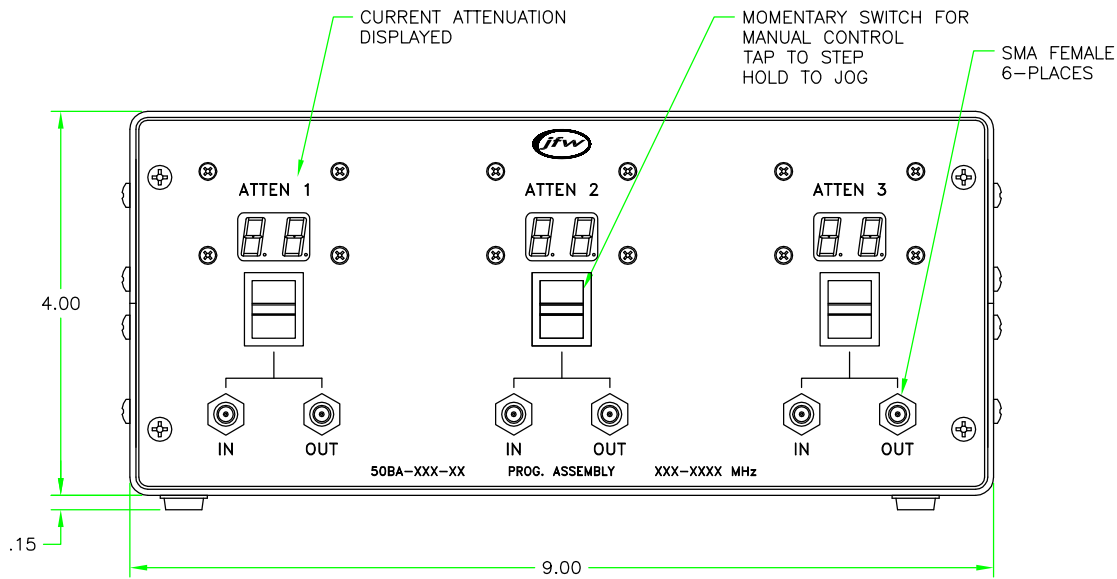 CURRENT ATTENUATION
DISPLAYED
MOMENTARY SWITCH FOR
MANUAL CONTROL
TAP TO STEP
HOLD TO JOG
SMA FEMALE
6-PLACES
jfw
ATTEN 1
ATTEN 2
ATTEN 3
8.8.
8.8.
8.8.
4.00
IN
OUT
IN
OUT
IN
OUT
50BA-XXX-XX PROG. ASSEMBLY XXX-XXXX MHz
.15
9.00